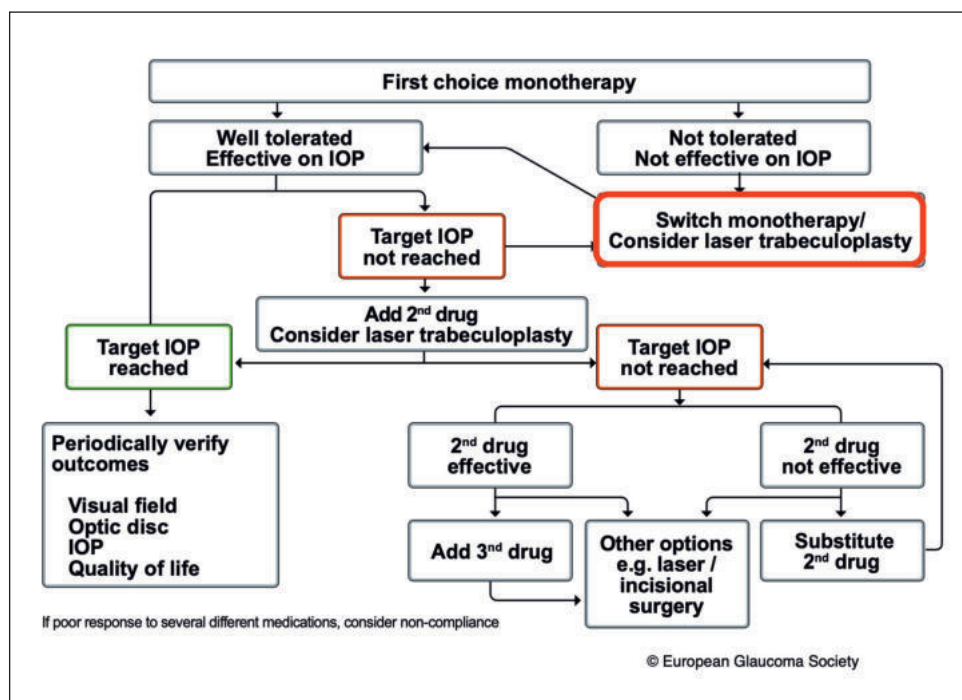 First choice monotherapy
Well tolerated
Effective on IOP
Not tolerated
Not effective on IOP
Switch monotherapy/
Consider laser trabeculoplasty
Target IOP
not reached
Add 2nd drug
Consider laser trabeculoplasty
Target IOP
reached
Target IOP
not reached
Periodically verify
outcomes
Visual field
Optic disc
IOP
Quality of life
2nd drug
effective
2nd drug
not effective
Add 3nd drug
Other options
e.g. laser /
incisional
surgery
Substitute
2nd drug
If poor response to several different medications, consider non-compliance
© European Glaucoma Society